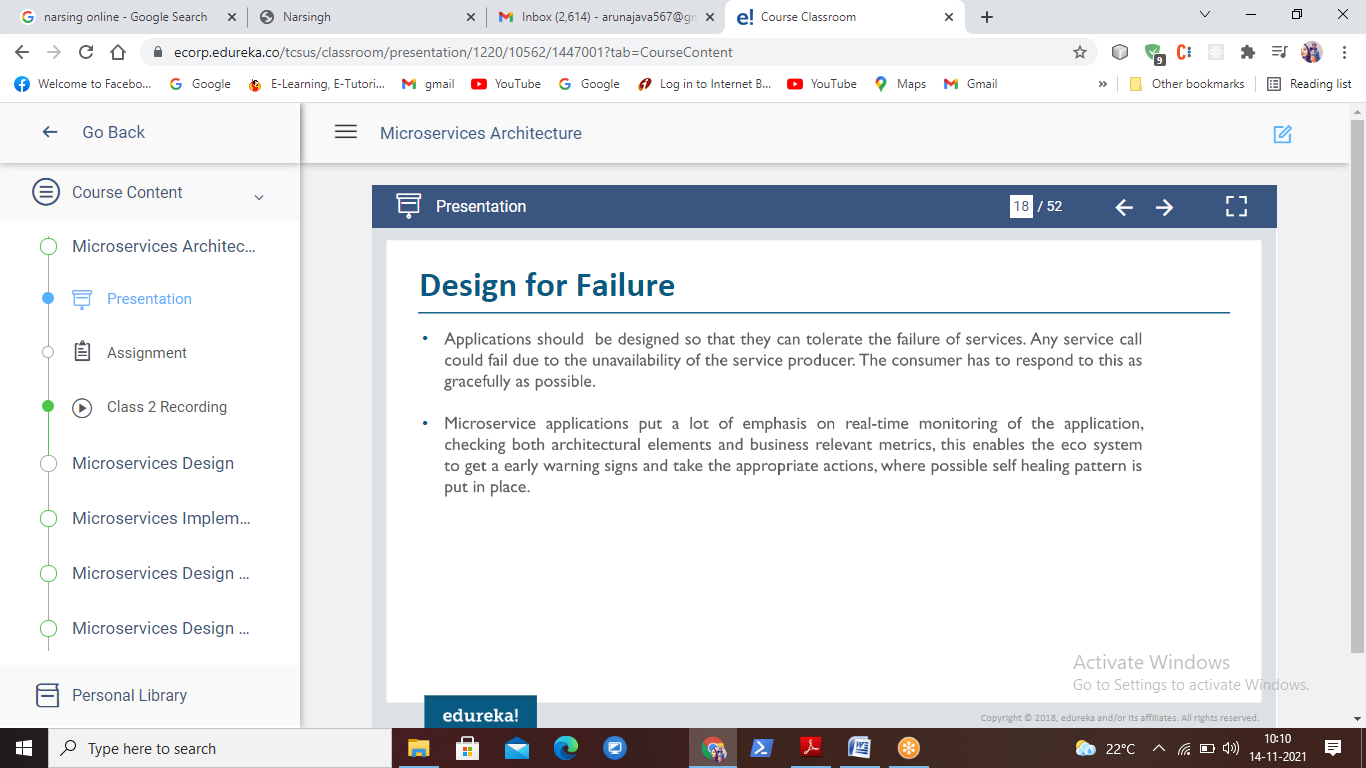 narsing online - Google Search
Narsingh
Inbox (2,614) - arunajava567@gm
Course Classroom
ecorp.edureka.co/tcsus/classroom/presentation/1220/10562/1447001?tab=CourseContent
9
Welcome to Facebo...
Google
E-Learning, E-Tutori...
gmail
YouTube
Google
Log in to Internet B...
YouTube
Maps
Gmail
»
Other bookmarks
Reading list
Go Back
Microservices Architecture
Course Content
Presentation
18 / 52
Microservices Architec...
Presentation
Assignment
Class 2 Recording
Microservices Design
Microservices Implem...
Microservices Design ...
Microservices Design ...
Personal Library
Design for Failure
• Applications should be designed so that they can tolerate the failure of services. Any service call
could fail due to the unavailability of the service producer. The consumer has to respond to this as
gracefully as possible.
• Microservice applications put a lot of emphasis on real-time monitoring of the application,
checking both architectural elements and business relevant metrics, this enables the eco system
to get a early warning signs and take the appropriate actions, where possible self healing pattern is
put in place.
Activate Windows
Go to Settings to activate Windows.
edureka!
Copyright © 2018, edureka and/or its affiliates. All rights reserved.
Type here to search
22°C
10:10
14-11-2021